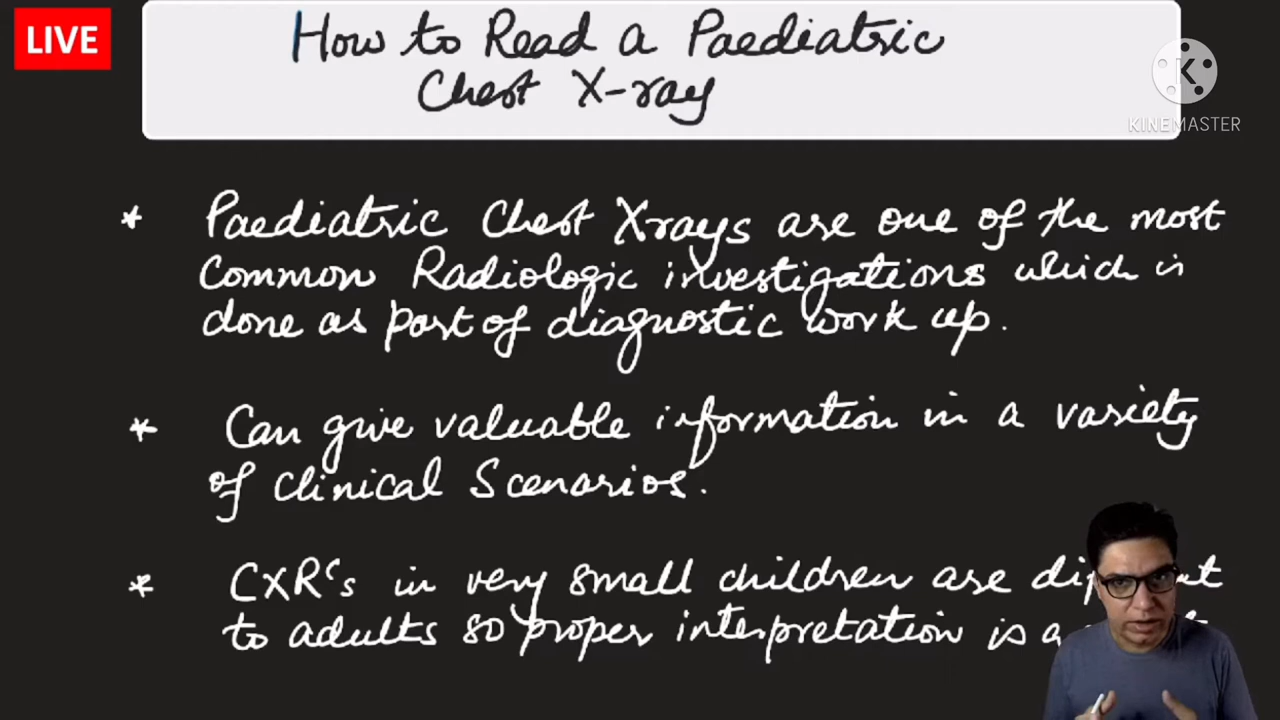 LIVE
How to Read a Paediatric
Chest X-ray
KINEMASTER
* Paediatric Chest Xrays are one of the most
common Radiologic investigations which is
done as part of diagnostic work up.
* Can give valuable information in a variety
of clinical Scenarios.
* CXR's in very small children are
to adults so proper interpretation is a